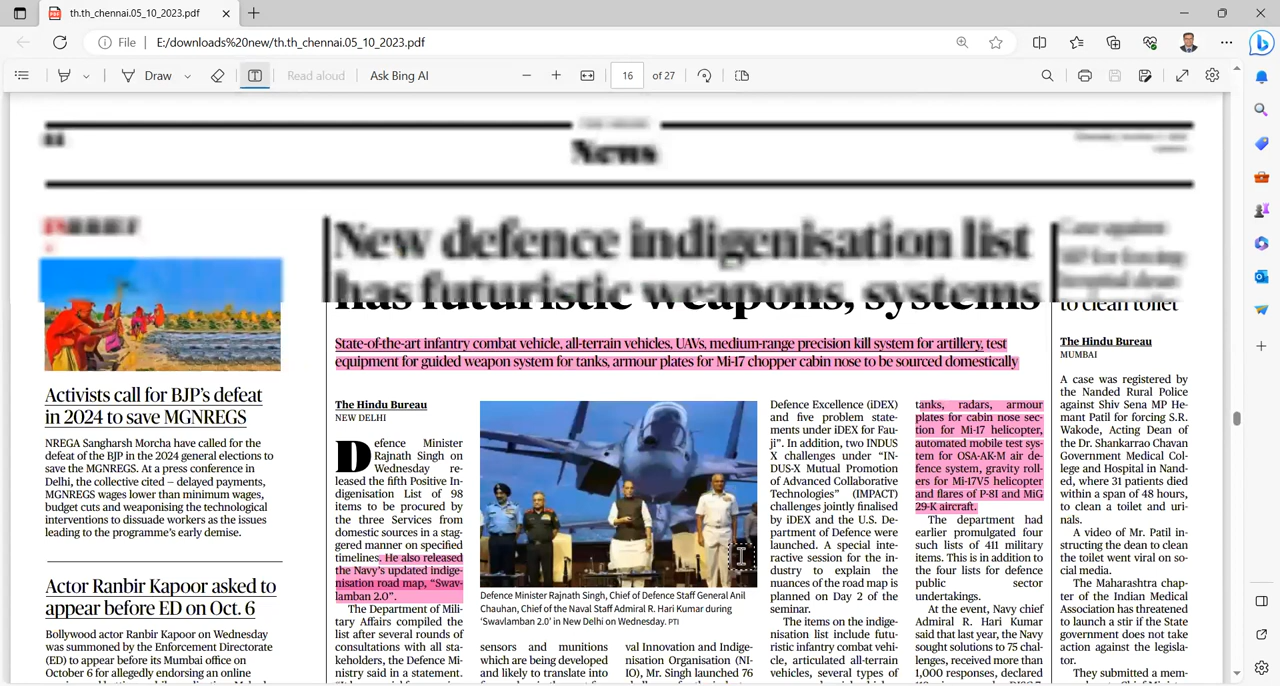 th.th_chennai.05_10_2023.pdf
File
E:/downloads%20new/th.th_chennai.05_10_2023.pdf
Draw
Read aloud
Ask Bing AI
16
of 27
News
IN BRIEF
Activists call for BJP’s defeat
in 2024 to save MGNREGS
NREGA Sangharsh Morcha have called for the
defeat of the BJP in the 2024 general elections to
save the MGNREGS. At a press conference in
Delhi, the collective cited – delayed payments,
MGNREGS wages lower than minimum wages,
budget cuts and weaponising the technological
interventions to dissuade workers as the issues
leading to the programme’s early demise.
Actor Ranbir Kapoor asked to
appear before ED on Oct. 6
Bollywood actor Ranbir Kapoor on Wednesday
was summoned by the Enforcement Directorate
(ED) to appear before its Mumbai office on
October 6 for allegedly endorsing an online
New defence indigenisation list
has futuristic weapons, systems
State-of-the-art infantry combat vehicle, all-terrain vehicles, UAVs, medium-range precision kill system for artillery, test
equipment for guided weapon system for tanks, armour plates for Mi-17 chopper cabin nose to be sourced domestically
The Hindu Bureau
NEW DELHI
Defence Minister
Rajnath Singh on
Wednesday re-
leased the fifth Positive In-
digenisation List of 98
items to be procured by
the three Services from
domestic sources in a stag-
gered manner on specified
timelines. He also released
the Navy’s updated indige-
nisation road map, “Swav-
lamban 2.0”.
The Department of Mili-
tary Affairs compiled the
list after several rounds of
consultations with all sta-
keholders, the Defence Mi-
nistry said in a statement.
Defence Minister Rajnath Singh, Chief of Defence Staff General Anil
Chauhan, Chief of the Naval Staff Admiral R. Hari Kumar during
‘Swavlamban 2.0’ in New Delhi on Wednesday. PTI
sensors and munitions
which are being developed
and likely to translate into
val Innovation and Indige-
nisation Organisation (NI-
IO), Mr. Singh launched 76
Defence Excellence (iDEX)
and five problem state-
ments under iDEX for Fau-
ji”. In addition, two INDUS
X challenges under “IN-
DUS-X Mutual Promotion
of Advanced Collaborative
Technologies” (IMPACT)
challenges jointly finalised
by iDEX and the U.S. De-
partment of Defence were
launched. A special inte-
ractive session for the in-
dustry to explain the
nuances of the road map is
planned on Day 2 of the
seminar.
The items on the indige-
nisation list include futu-
ristic infantry combat vehi-
cle, articulated all-terrain
vehicles, several types of
tanks, radars, armour
plates for cabin nose sec-
tion for Mi-17 helicopter,
automated mobile test sys-
tem for OSA-AK-M air de-
fence system, gravity roll-
ers for Mi-17V5 helicopter
and flares of P-8I and MiG
29-K aircraft.
The department had
earlier promulgated four
such lists of 411 military
items. This is in addition to
the four lists for defence
public sector
undertakings.
At the event, Navy chief
Admiral R. Hari Kumar
said that last year, the Navy
sought solutions to 75 chal-
lenges, received more than
1,000 responses, declared
Case against
MP for forcing
hospital dean
to clean toilet
The Hindu Bureau
MUMBAI
A case was registered by
the Nanded Rural Police
against Shiv Sena MP He-
mant Patil for forcing S.R.
Wakode, Acting Dean of
the Dr. Shankarrao Chavan
Government Medical Col-
lege and Hospital in Nand-
ed, where 31 patients died
within a span of 48 hours,
to clean a toilet and uri-
nals.
A video of Mr. Patil in-
structing the dean to clean
the toilet went viral on so-
cial media.
The Maharashtra chap-
ter of the Indian Medical
Association has threatened
to launch a stir if the State
government does not take
action against the legisla-
tor.
They submitted a mem-